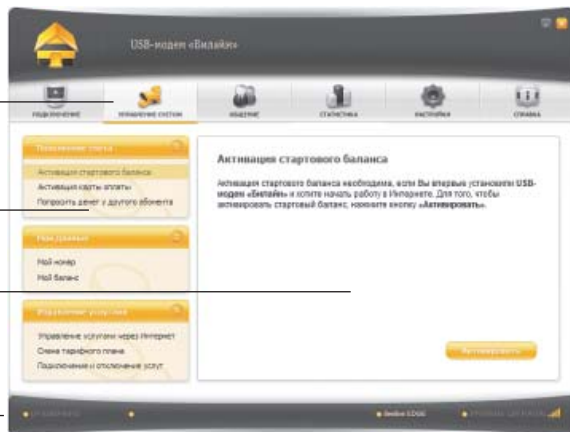 USB-модем «Билайн»
ПОДКЛЮЧЕНИЕ
УПРАВЛЕНИЕ СЧЕТОМ
ОБЩЕНИЕ
СТАТИСТИКА
НАСТРОЙКИ
СПРАВКА
Пополнение счета
Активация стартового баланса
Активация карты оплаты
Попросить денег у другого абонента
Мои данные
Мой номер
Мой баланс
Управление услугами
Управление услугами через Интернет
Смена тарифного плана
Подключение и отключение услуг
Активация стартового баланса
Активация стартового баланса необходима, если Вы впервые установили USB-
модем «Билайн» и хотите начать работу в Интернете. Для того, чтобы
активировать стартовый баланс, нажмите кнопку «Активировать».
Активировать
Beeline EDGE